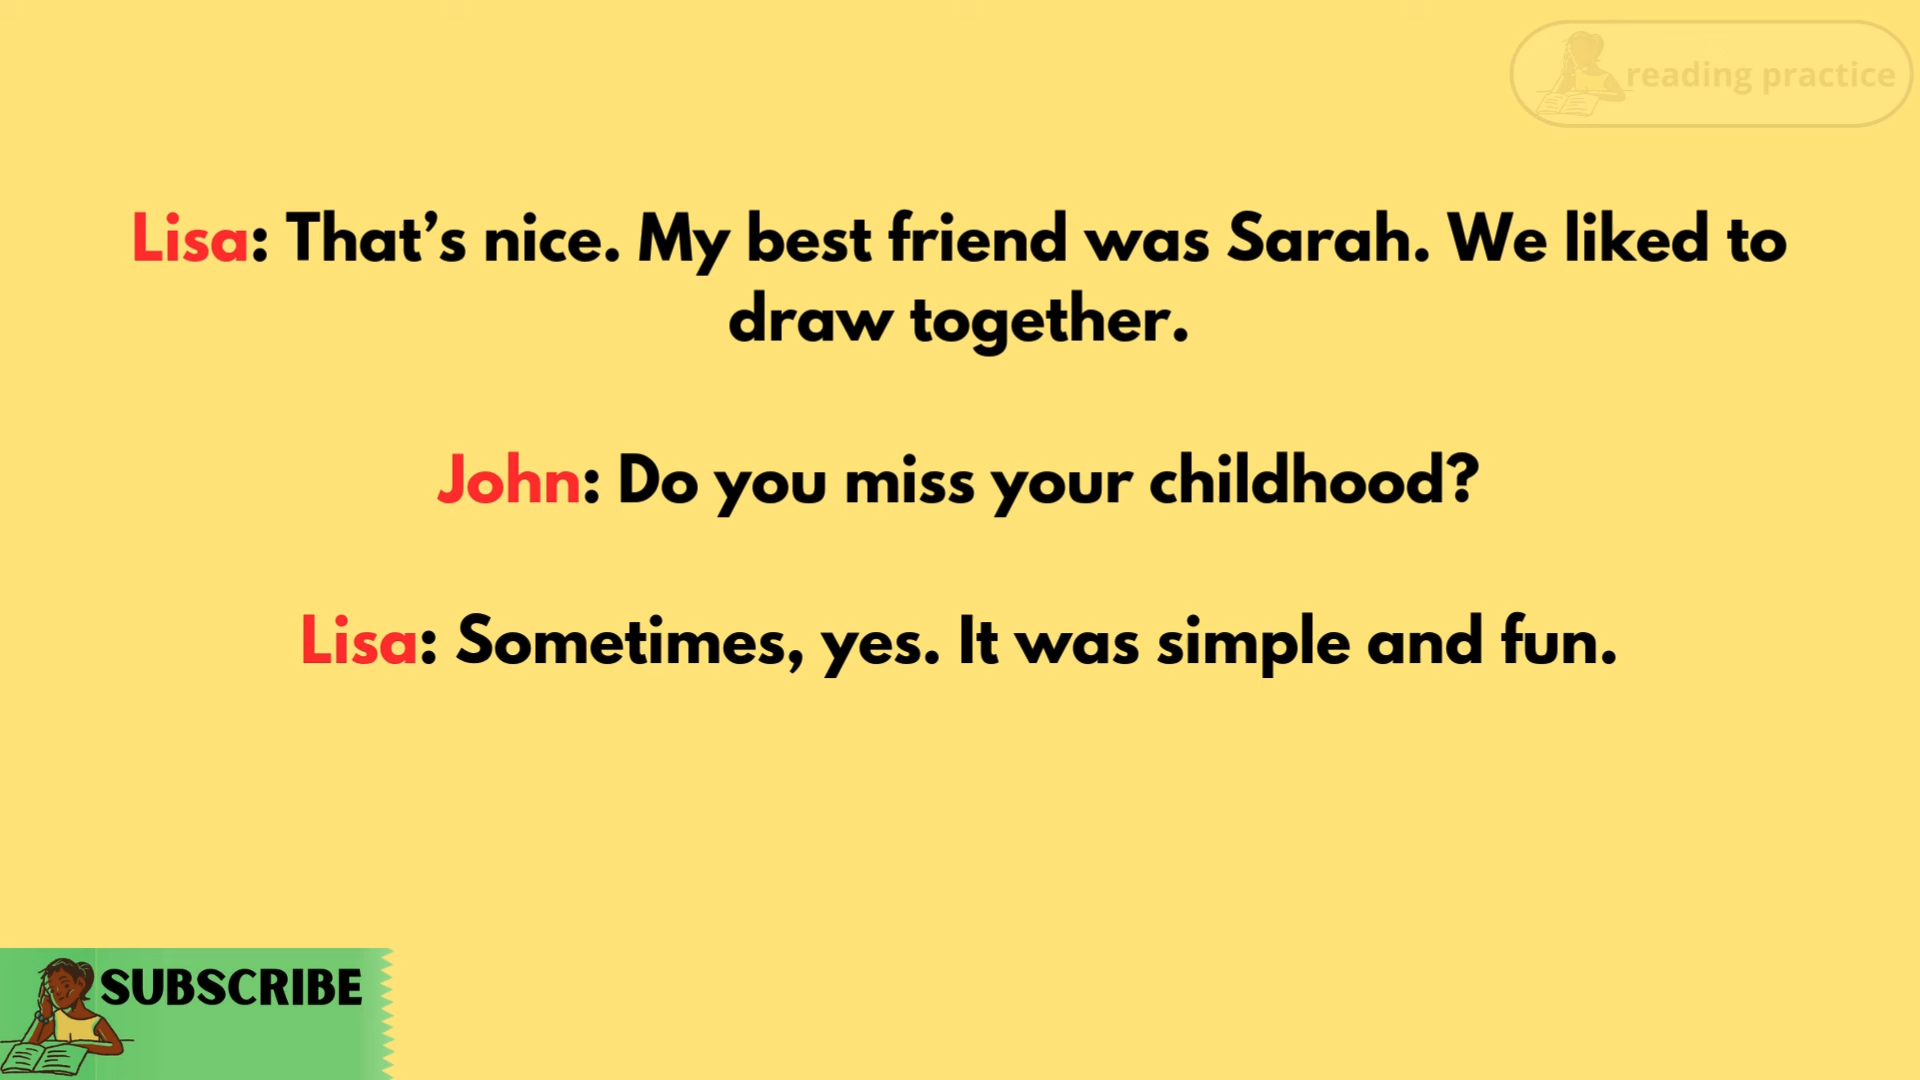 reading practice
Lisa: That’s nice. My best friend was Sarah. We liked to
draw together.
John: Do you miss your childhood?
Lisa: Sometimes, yes. It was simple and fun.
SUBSCRIBE